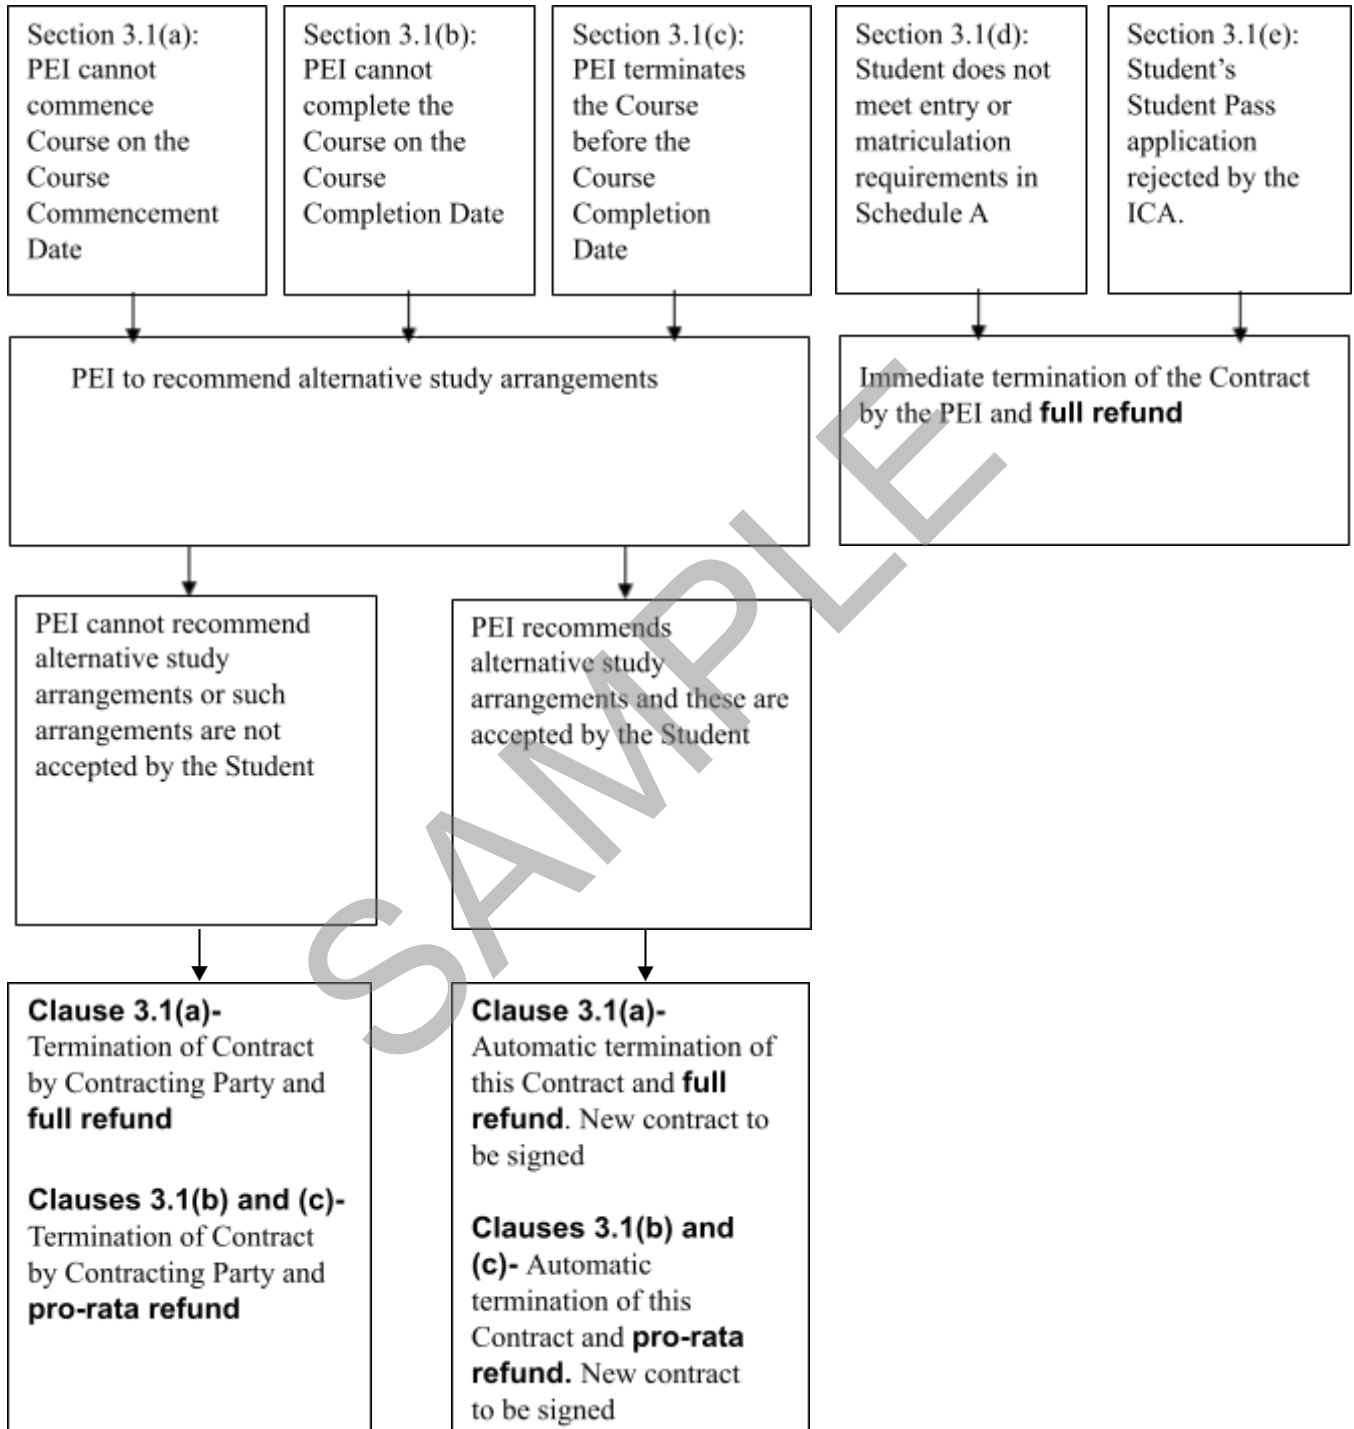 Section 3.1(a):
PEI cannot
commence
Course on the
Course
Commencement
Date
Section 3.1(b):
PEI cannot
complete the
Course on the
Course
Completion Date
Section 3.1(c):
PEI terminates
the Course
before the
Course
Completion
Date
Section 3.1(d):
Student does not
meet entry or
matriculation
requirements in
Schedule A
Section 3.1(e):
Student’s
Student Pass
application
rejected by the
ICA.
PEI to recommend alternative study arrangements
Immediate termination of the Contract
by the PEI and full refund
PEI cannot recommend
alternative study
arrangements or such
arrangements are not
accepted by the Student
PEI recommends
alternative study
arrangements and these are
accepted by the Student
Clause 3.1(a)-
Termination of Contract
by Contracting Party and
full refund
Clauses 3.1(b) and (c)-
Termination of Contract
by Contracting Party and
pro-rata refund
Clause 3.1(a)-
Automatic termination of
this Contract and full
refund. New contract to
be signed
Clauses 3.1(b) and
(c)- Automatic
termination of this
Contract and pro-rata
refund. New contract
to be signed
SAMPLE